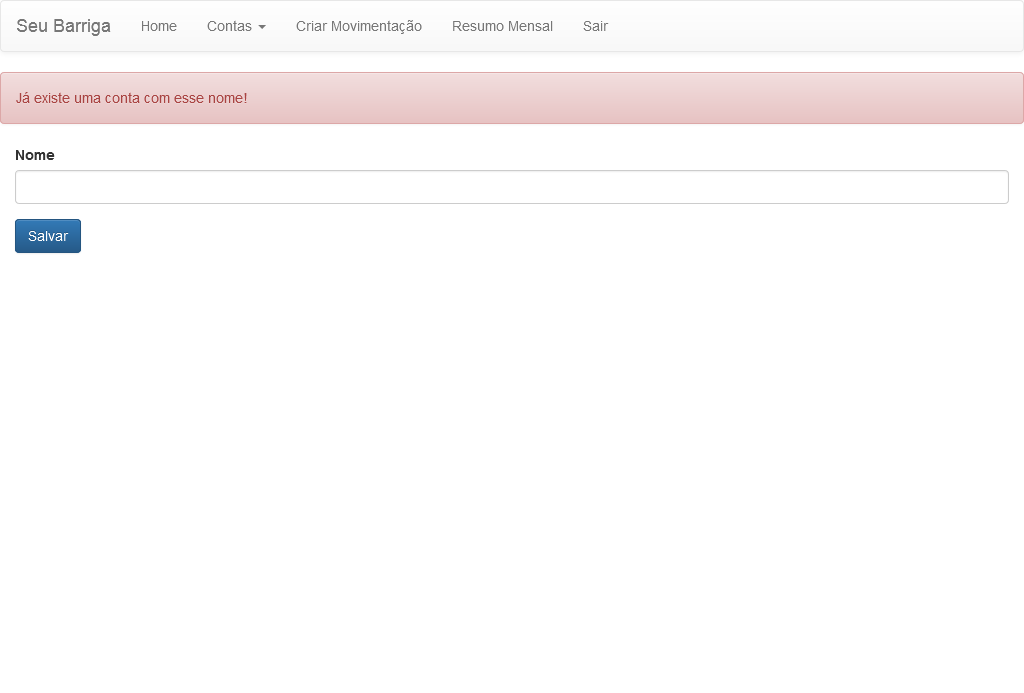 Seu Barriga Home Contas Criar Movimentação Resumo Mensal Sair
Já existe uma conta com esse nome!
Nome
Salvar